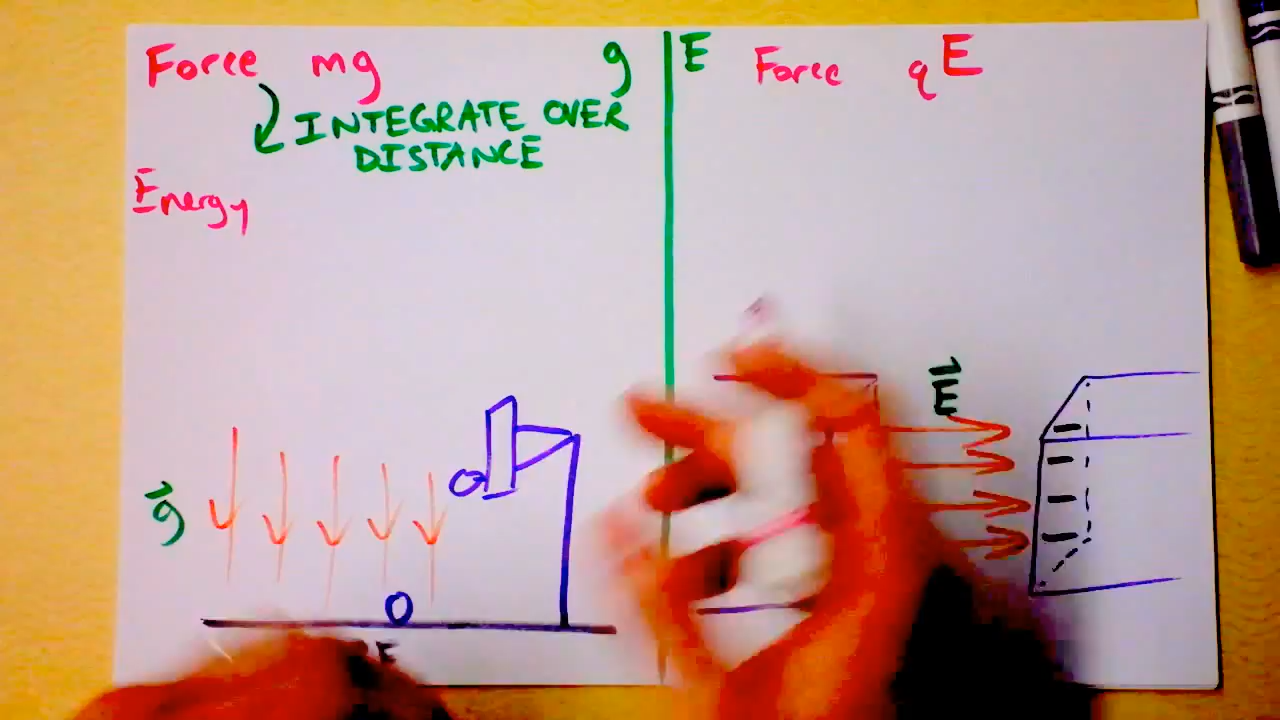 Force mg g
INTEGRATE OVER
DISTANCE
Energy
g
E Force qE
E
E